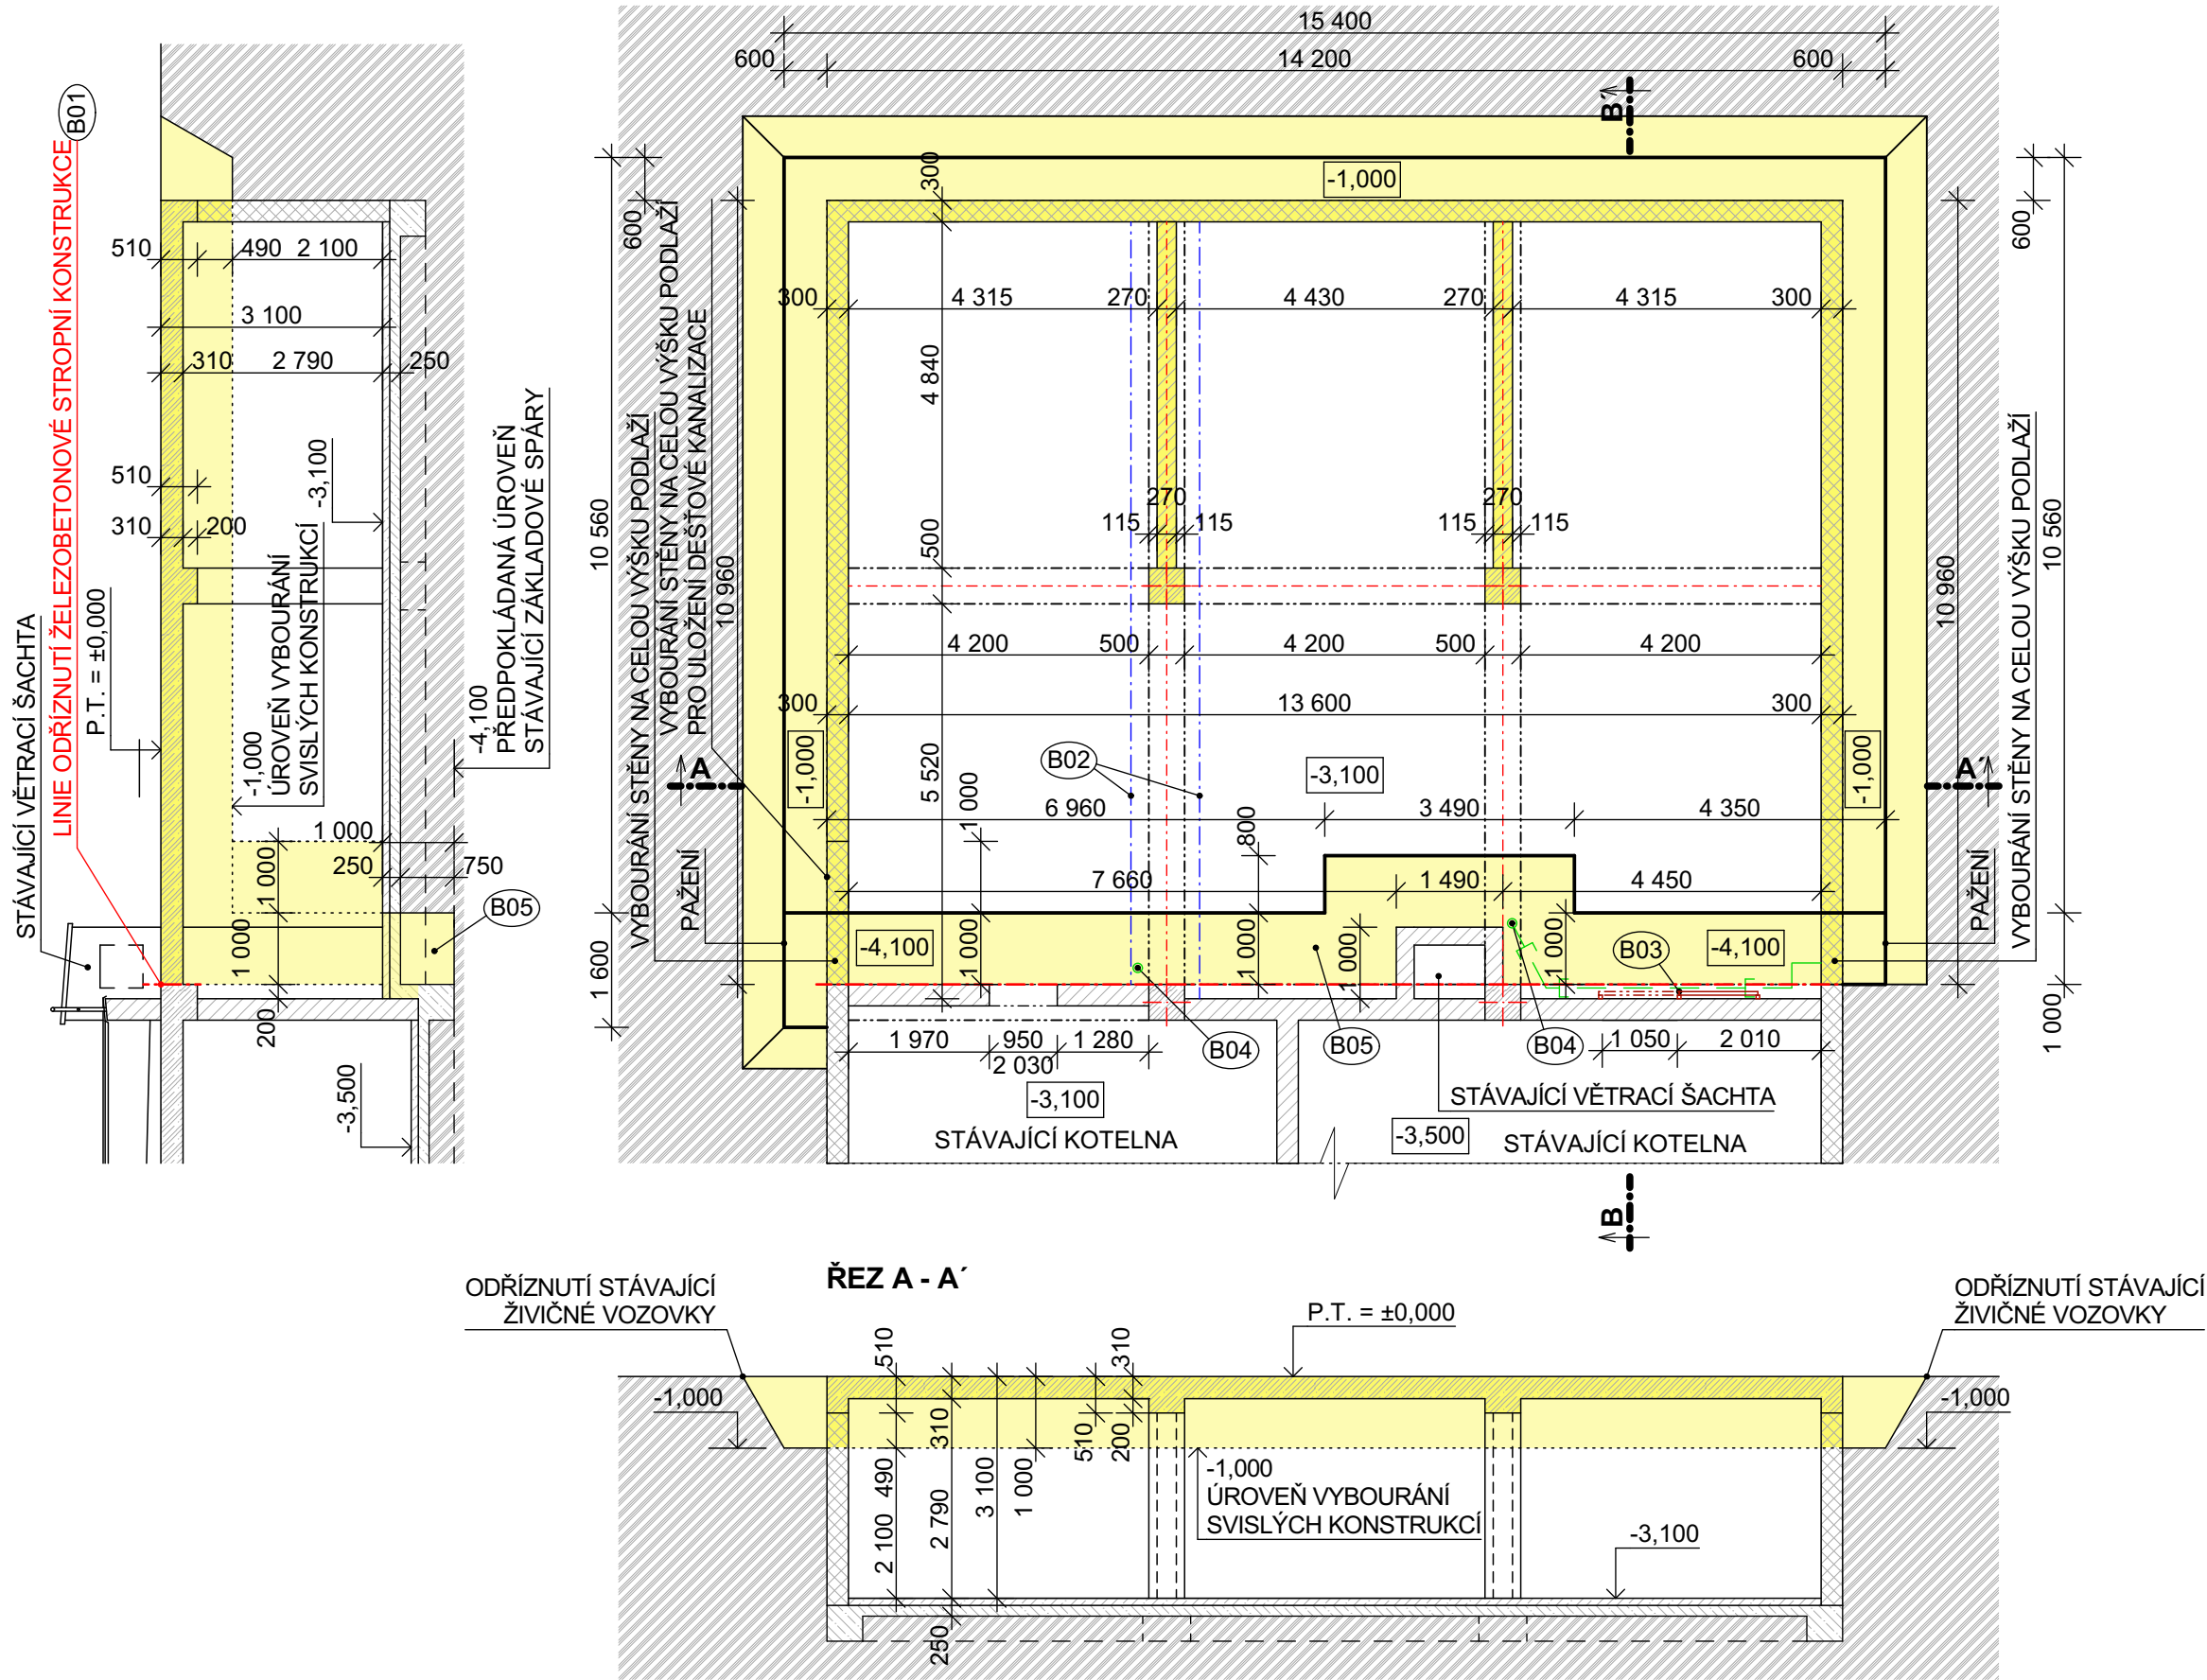 B01
LINIE ODŘÍZNUTÍ ŽELEZOBETONOVÉ STROPNÍ KONSTRUKCE
STÁVAJÍCÍ VĚTRACÍ ŠACHTA
P.T. = ±0,000
510
490
2 100
3 100
310
2 790
250
510
310
200
-3,100
-1,000
ÚROVEŇ VYBOURÁNÍ
SVISLÝCH KONSTRUKCÍ
-4,100
PŘEDPOKLÁDANÁ ÚROVEŇ
STÁVAJÍCÍ ZÁKLADOVÉ SPÁRY
1 000
250
750
1 000
1 000
200
B05
-3,500
15 400
600
14 200
600
B´
-1,000
300
600
10 560
1 600
VYBOURÁNÍ STĚNY NA CELOU VÝŠKU PODLAŽÍ
VYBOURÁNÍ STĚNY NA CELOU VÝŠKU PODLAŽÍ
PRO ULOŽENÍ DEŠŤOVÉ KANALIZACE
10 960
PAŽENÍ
300
4 315
270
4 430
270
4 315
300
4 840
500
270
115
115
270
115
115
4 200
500
4 200
500
4 200
300
13 600
300
-1,000
A
B02
-3,100
5 520
1 000
6 960
3 490
4 350
800
7 660
1 490
4 450
-4,100
1 000
1 000
1 000
1 000
B03
-4,100
-1,000
A´
600
10 960
10 560
1 000
PAŽENÍ
VYBOURÁNÍ STĚNY NA CELOU VÝŠKU PODLAŽÍ
1 970
950
1 280
2 030
B04
B05
B04
1 050
2 010
-3,100
STÁVAJÍCÍ KOTELNA
STÁVAJÍCÍ VĚTRACÍ ŠACHTA
-3,500
STÁVAJÍCÍ KOTELNA
B
ŘEZ A - A´
ODŘÍZNUTÍ STÁVAJÍCÍ
ŽIVIČNÉ VOZOVKY
P.T. = ±0,000
ODŘÍZNUTÍ STÁVAJÍCÍ
ŽIVIČNÉ VOZOVKY
-1,000
510
310
-1,000
310
490
2 100
2 790
3 100
1 000
510
200
-1,000
ÚROVEŇ VYBOURÁNÍ
SVISLÝCH KONSTRUKCÍ
-3,100
250